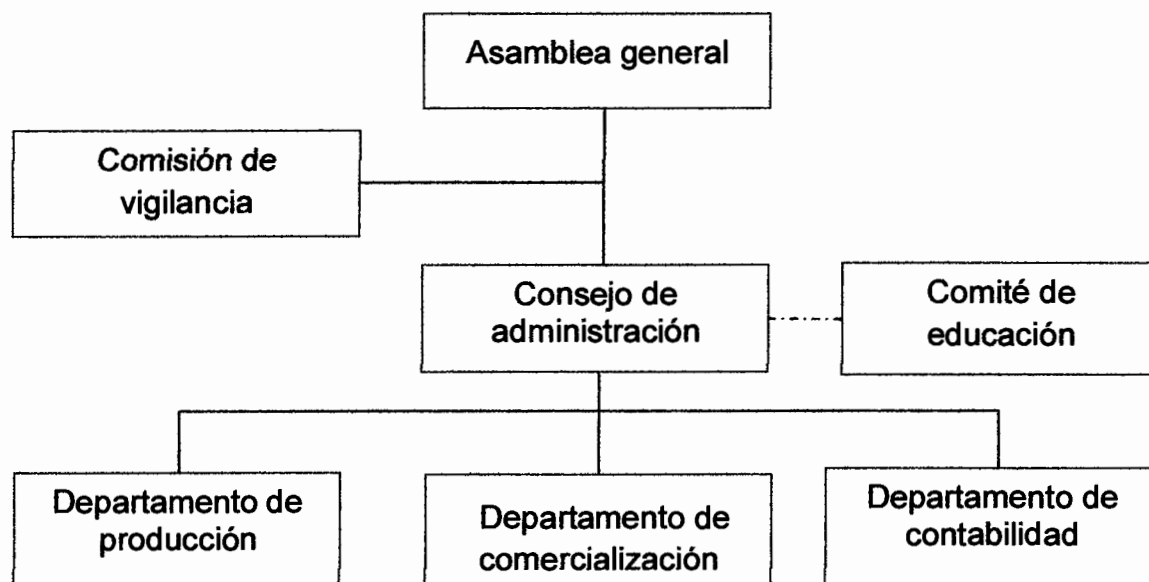 Asamblea general
Comisión de
vigilancia
Consejo de
administración
Comité de
educación
Departamento de
producción
Departamento de
comercialización
Departamento de
contabilidad